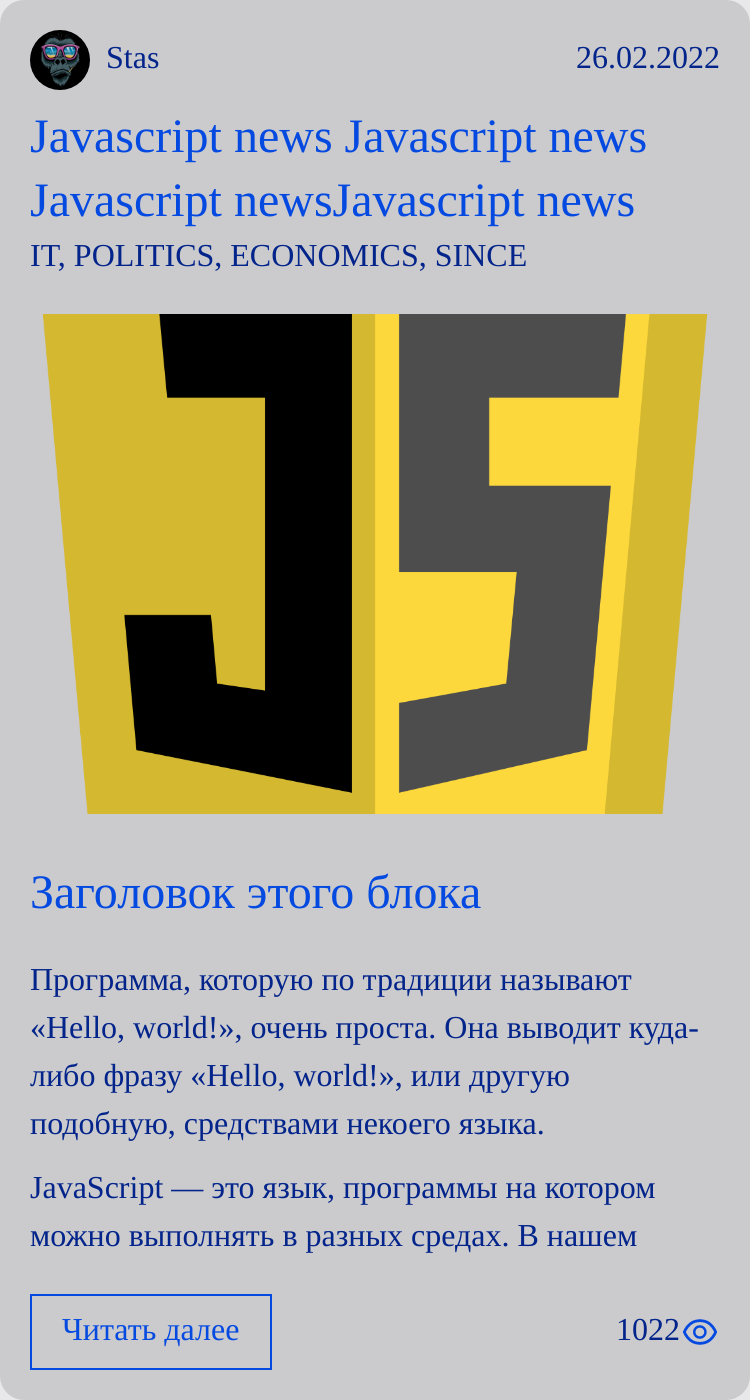 Stas 26.02.2022
Javascript news Javascript news
Javascript newsJavascript news
IT, POLITICS, ECONOMICS, SINCE
JS
Заголовок этого блока
Программа, которую по традиции называют
«Hello, world!», очень проста. Она выводит куда-
либо фразу «Hello, world!», или другую
подобную, средствами некоего языка.
JavaScript — это язык, программы на котором
можно выполнять в разных средах. В нашем
Читать далее 1022